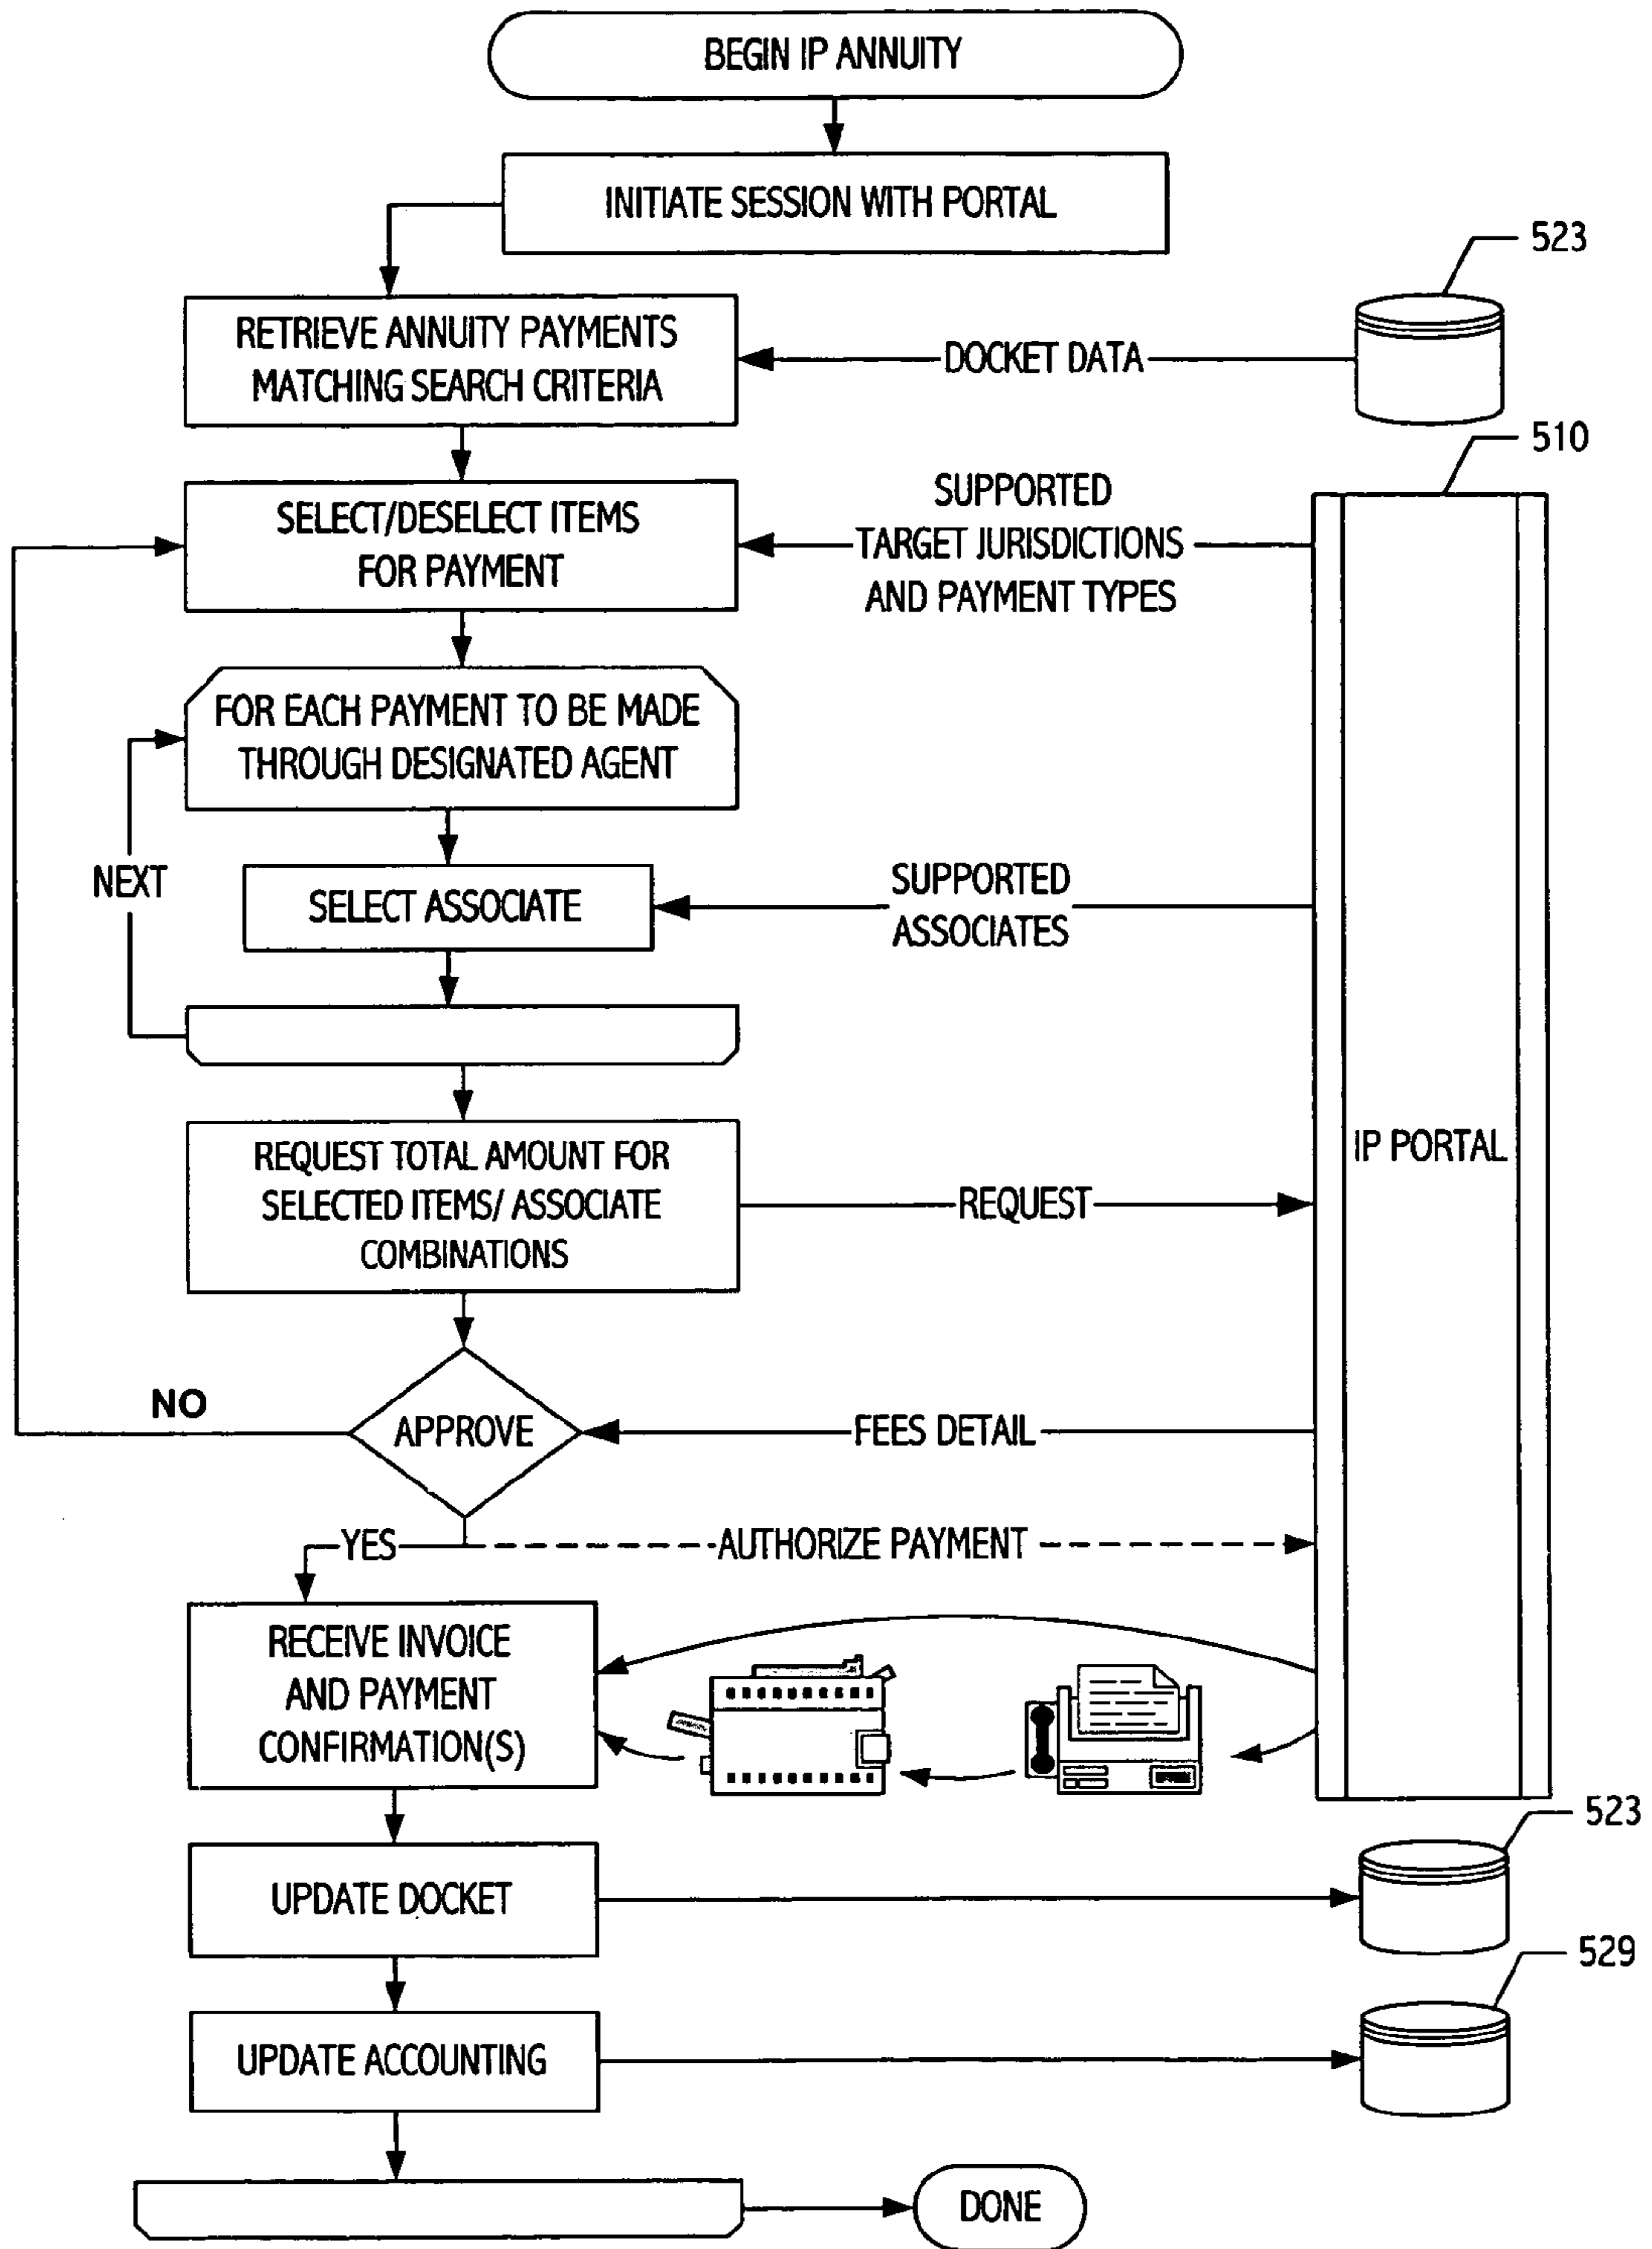 BEGIN IP ANNUITY
INITIATE SESSION WITH PORTAL
523
RETRIEVE ANNUITY PAYMENTS
MATCHING SEARCH CRITERIA
DOCKET DATA
510
SELECT/DESELECT ITEMS
FOR PAYMENT
SUPPORTED
TARGET JURISDICTIONS
AND PAYMENT TYPES
FOR EACH PAYMENT TO BE MADE
THROUGH DESIGNATED AGENT
NEXT
SELECT ASSOCIATE
SUPPORTED
ASSOCIATES
IP PORTAL
REQUEST TOTAL AMOUNT FOR
SELECTED ITEMS/ ASSOCIATE
COMBINATIONS
REQUEST
NO
APPROVE
FEES DETAIL
YES
AUTHORIZE PAYMENT
RECEIVE INVOICE
AND PAYMENT
CONFIRMATION(S)
523
UPDATE DOCKET
529
UPDATE ACCOUNTING
DONE